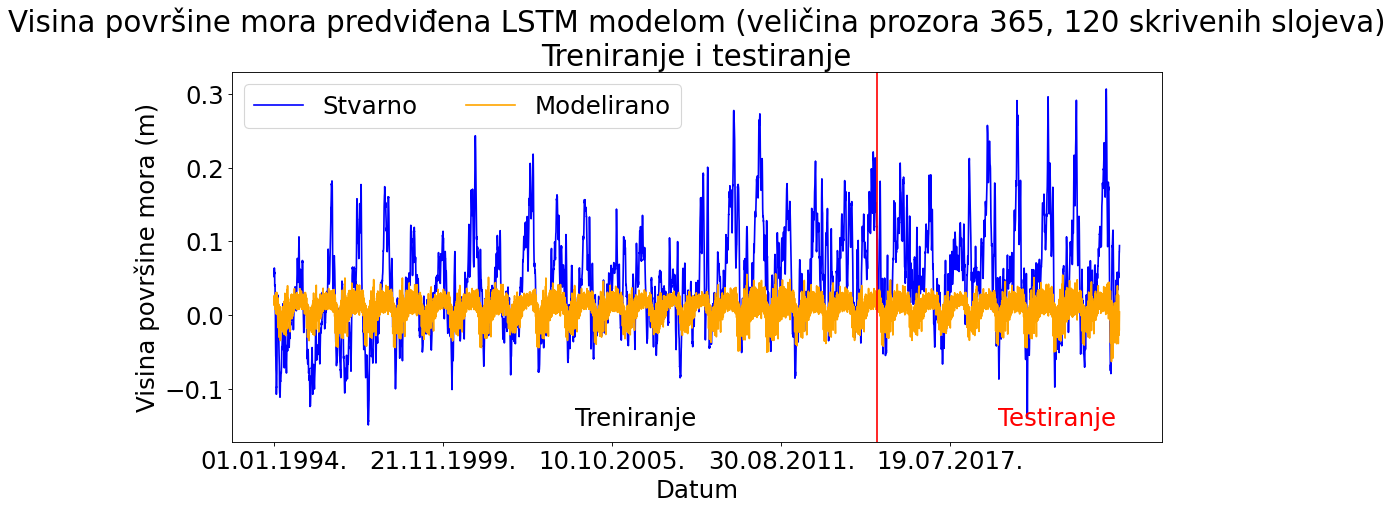 Visina površine mora predviđena LSTM modelom (veličina prozora 365, 120 skrivenih slojeva)
Treniranje i testiranje
Stvarno Modelirano
Visina površine mora (m)
0.3
0.2
0.1
0.0
−0.1
Treniranje Testiranje
01.01.1994. 21.11.1999. 10.10.2005. 30.08.2011. 19.07.2017.
Datum